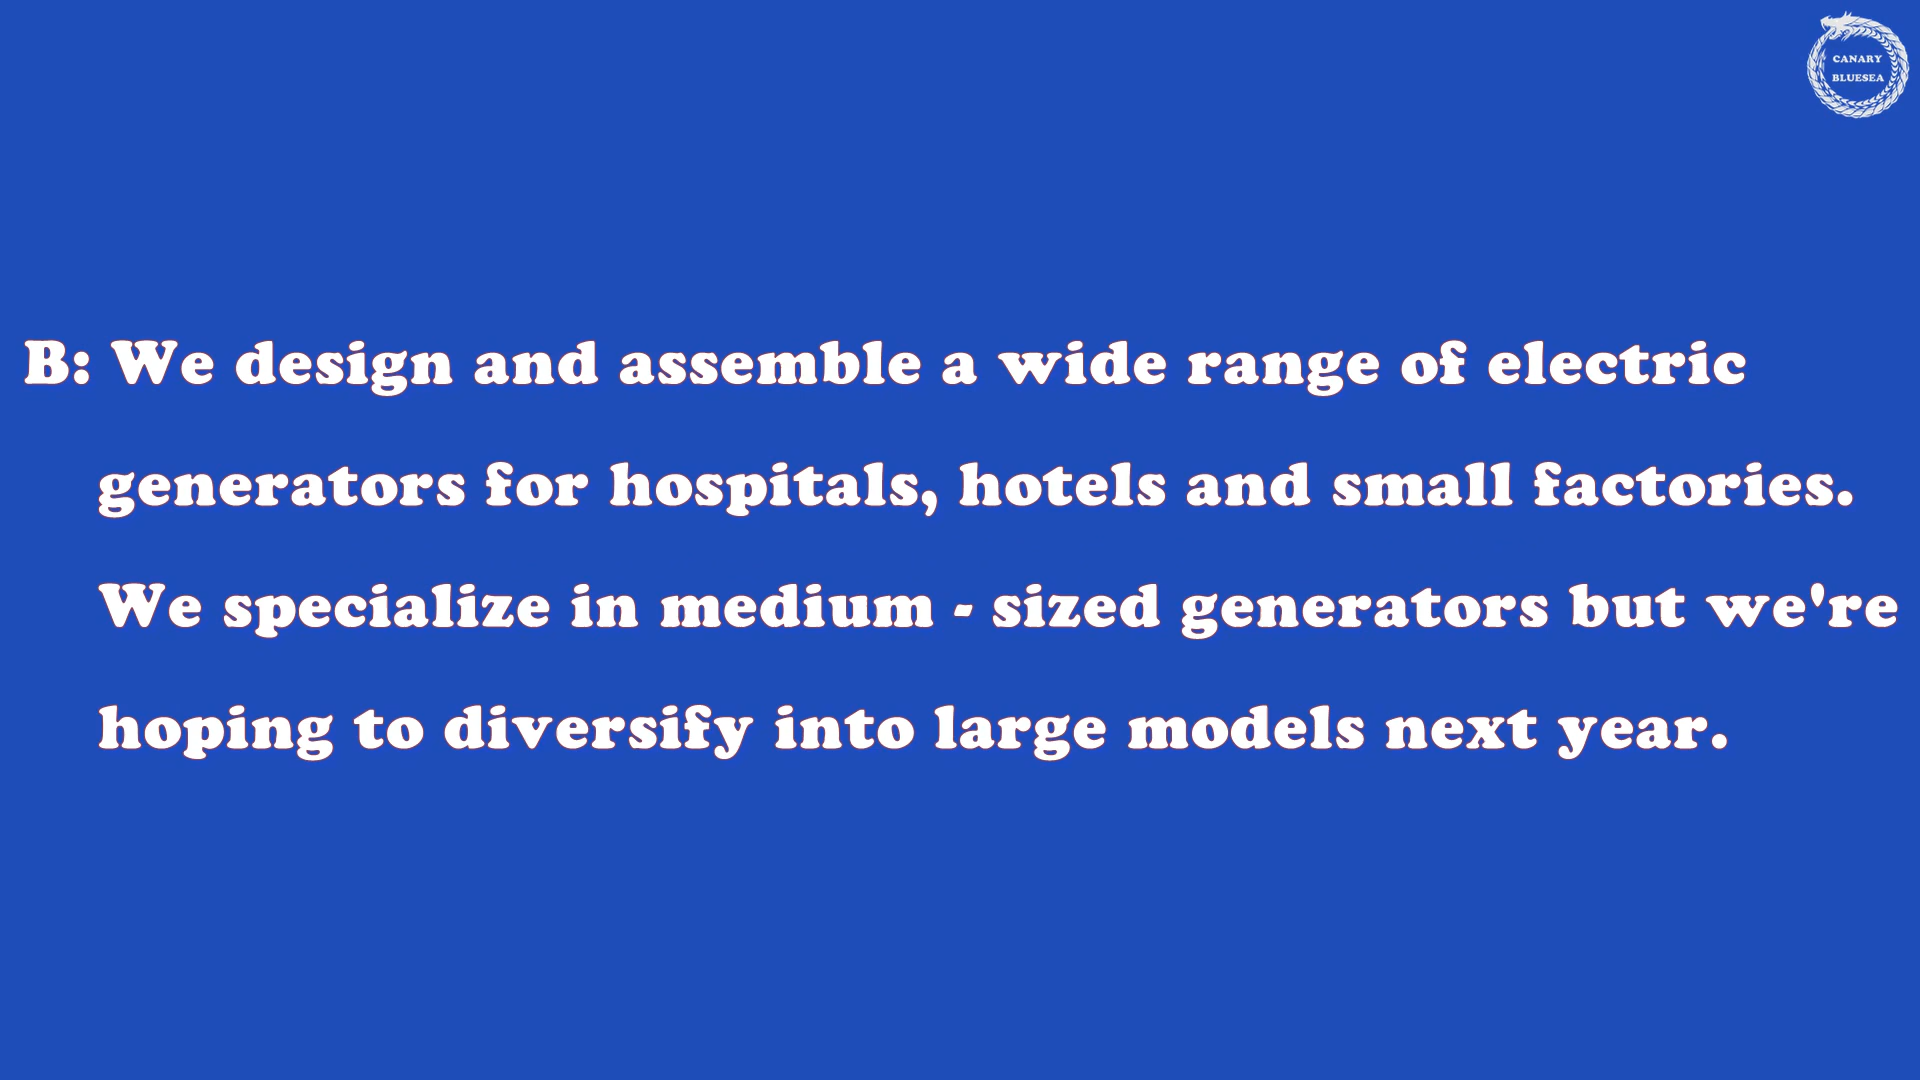 CANARY
BLUESEA
B: We design and assemble a wide range of electric
generators for hospitals, hotels and small factories.
We specialize in medium - sized generators but we're
hoping to diversify into large models next year.